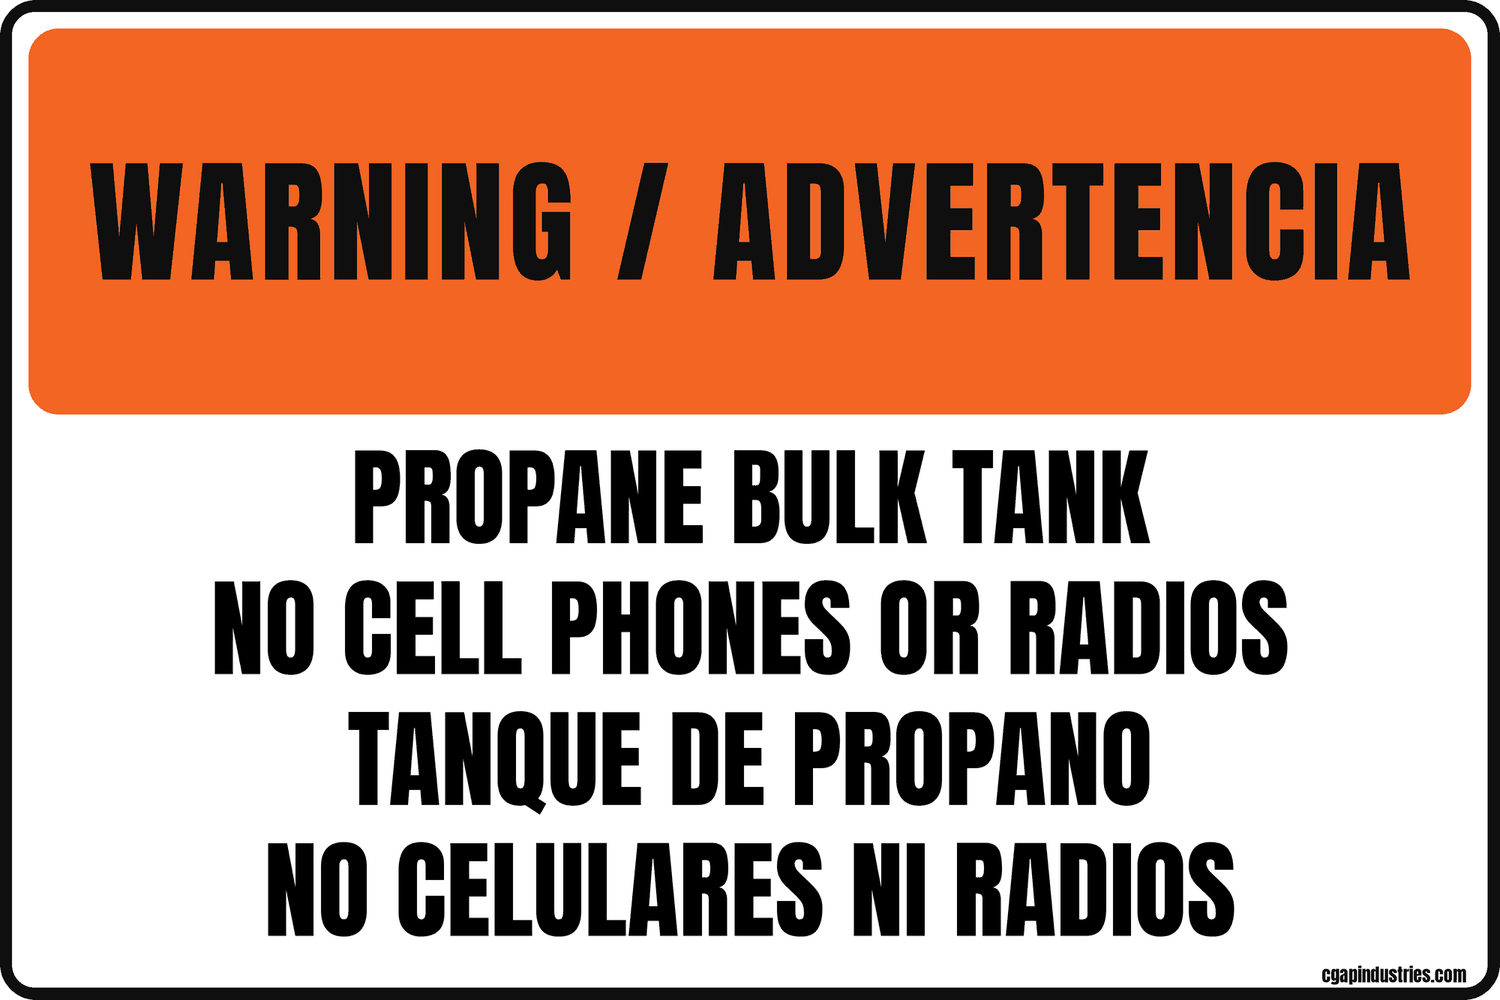 WARNING / ADVERTENCIA
PROPANE BULK TANK
NO CELL PHONES OR RADIOS
TANQUE DE PROPANO
NO CELULARES NI RADIOS
cgapindustries.com